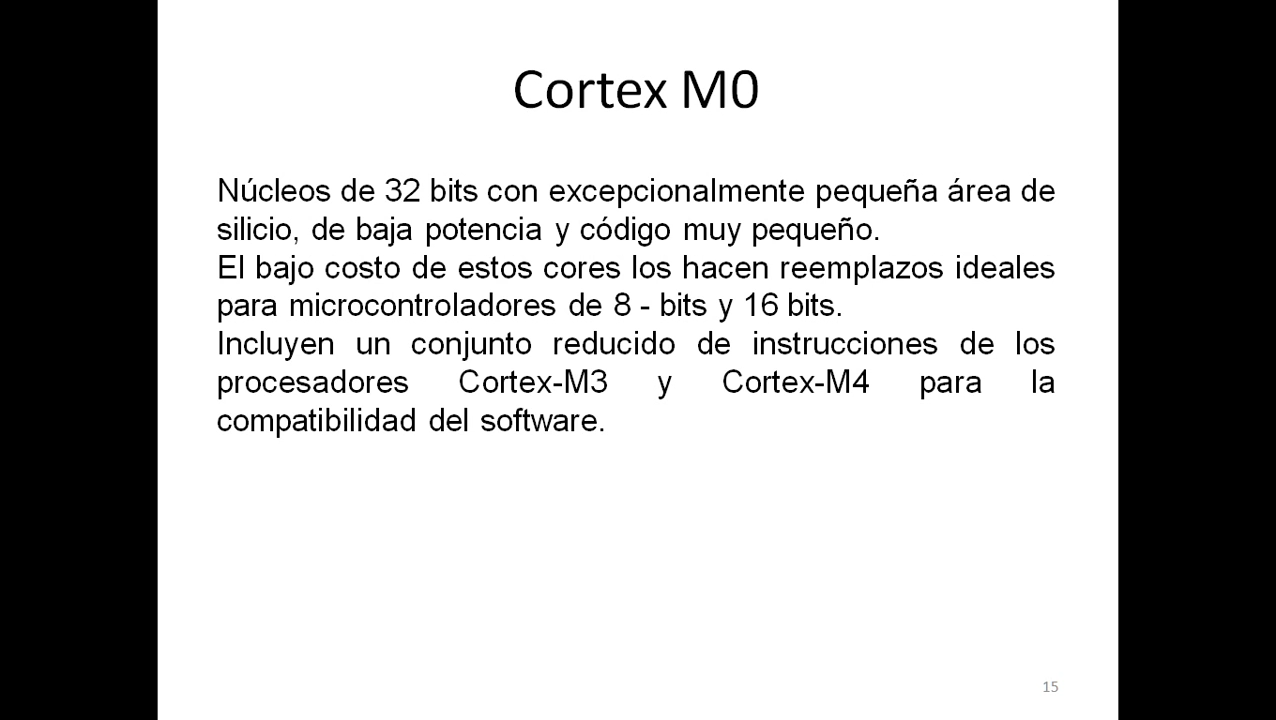 Cortex M0
Núcleos de 32 bits con excepcionalmente pequeña área de
silicio, de baja potencia y código muy pequeño.
El bajo costo de estos cores los hacen reemplazos ideales
para microcontroladores de 8 - bits y 16 bits.
Incluyen un conjunto reducido de instrucciones de los
procesadores Cortex-M3 y Cortex-M4 para la
compatibilidad del software.
15